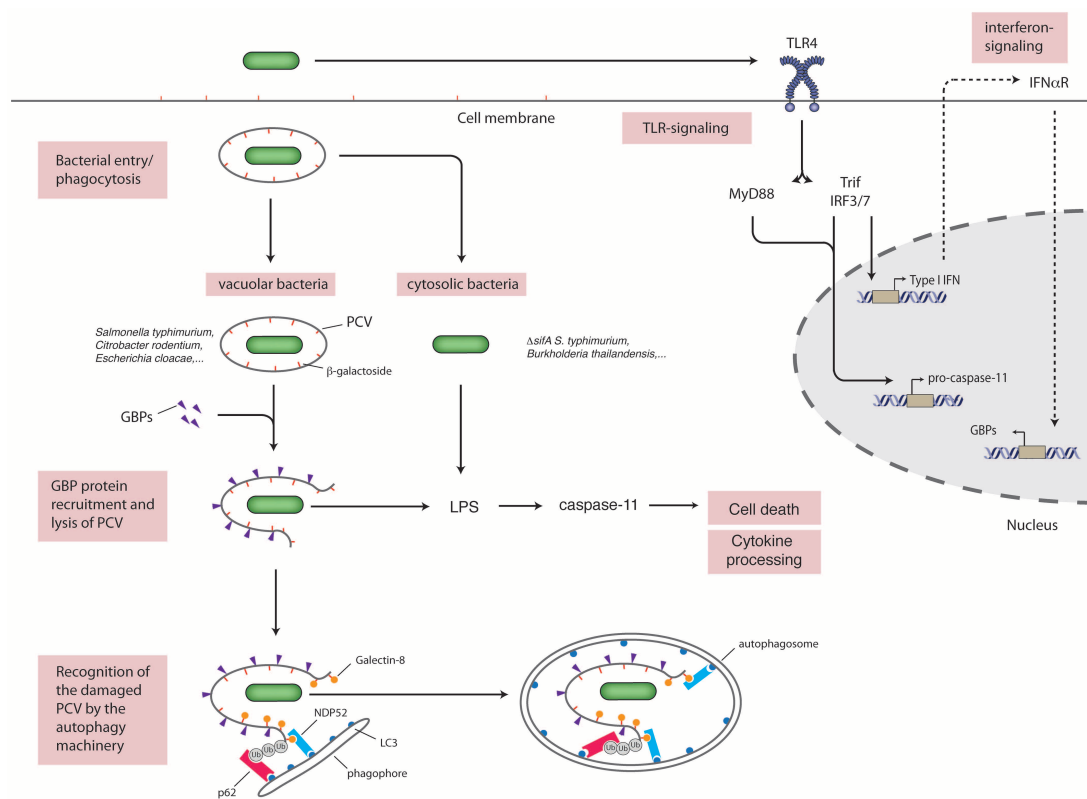 interferon-
signaling
TLR4
IFNαR
Cell membrane
TLR-signaling
Bacterial entry/
phagocytosis
MyD88
Trif
IRF3/7
vacuolar bacteria
cytosolic bacteria
Type I IFN
Salmonella typhimurium,
Citrobacter rodentium,
Escherichia cloacae,...
PCV
β-galactoside
ΔsifA S. typhimurium,
Burkholderia thailandensis,...
pro-caspase-11
GBPs
GBPs
GBP protein
recruitment and
lysis of PCV
LPS
caspase-11
Cell death
Cytokine
processing
Nucleus
Recognition of
the damaged
PCV by the
autophagy
machinery
Galectin-8
autophagosome
NDP52
LC3
Ub
Ub
Ub
phagophore
p62
Ub
Ub
Ub